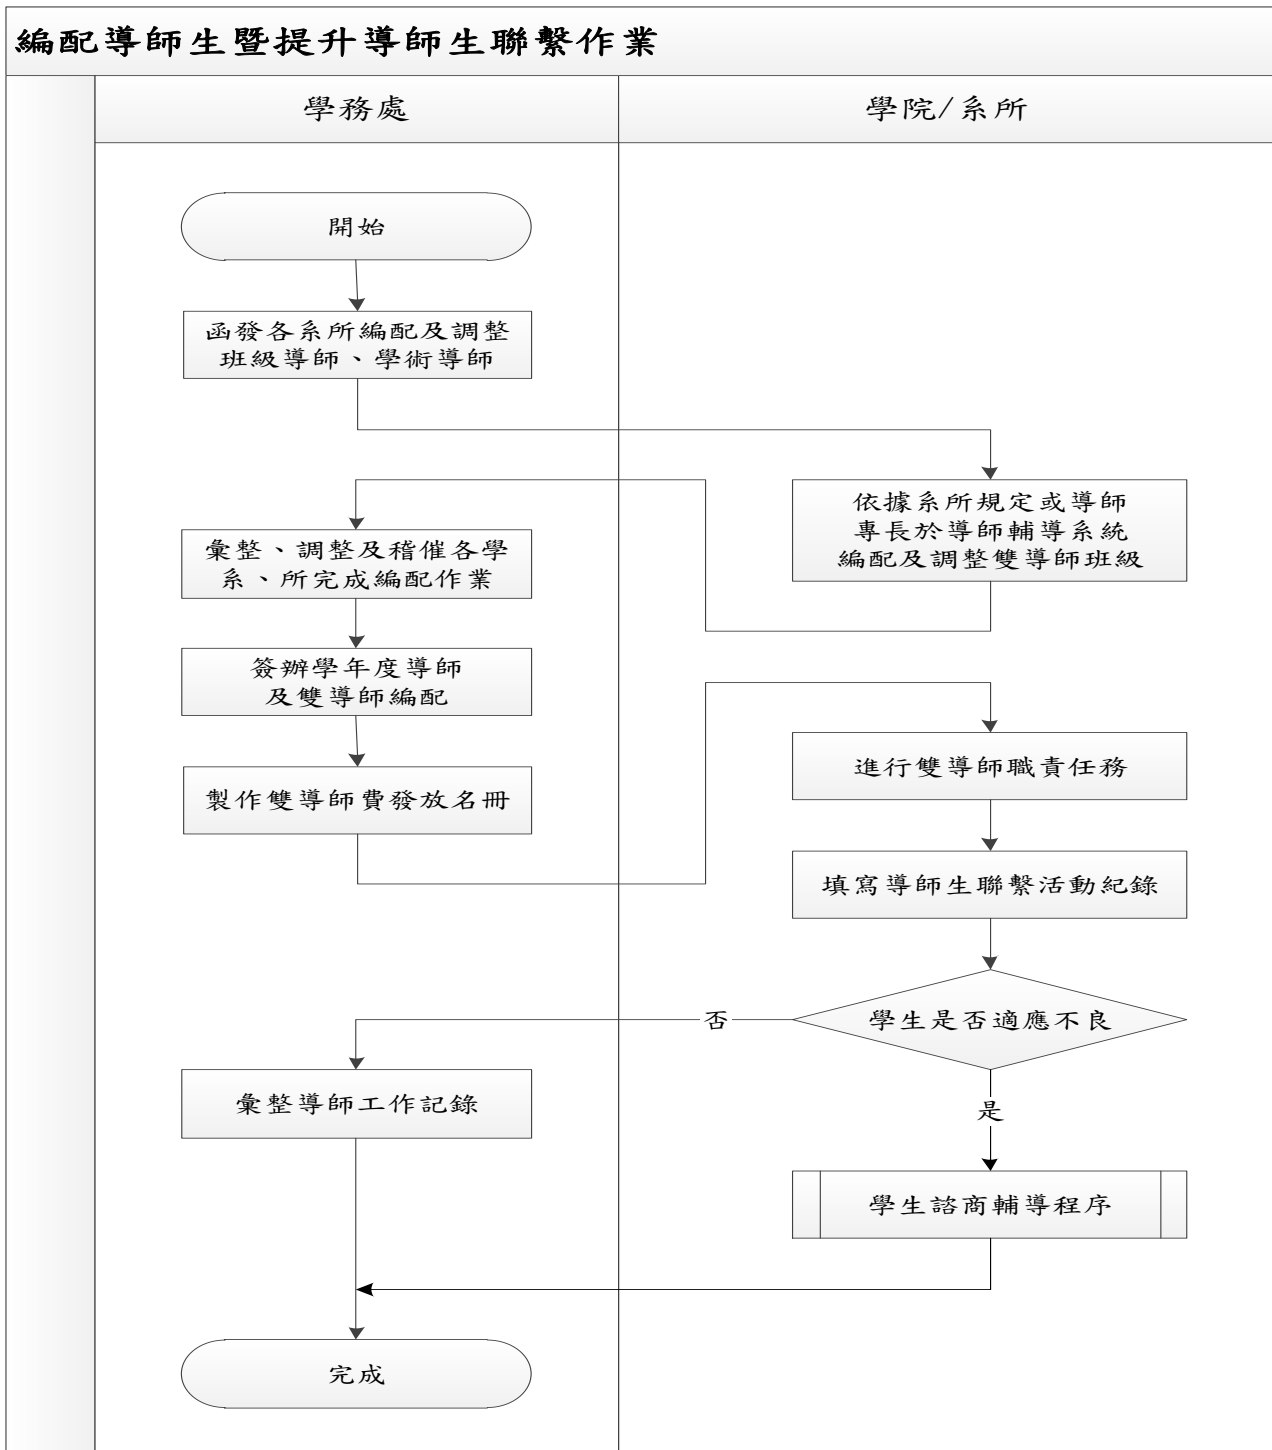 編配導師生暨提升導師生聯繫作業
學務處
學院/系所
開始
函發各系所編配及調整
班級導師、學術導師
依據系所規定或導師
專長於導師輔導系統
編配及調整雙導師班級
彙整、調整及稽催各學
系、所完成編配作業
簽辦學年度導師
及雙導師編配
製作雙導師費發放名冊
進行雙導師職責任務
填寫導師生聯繫活動紀錄
學生是否適應不良
否
是
彙整導師工作記錄
學生諮商輔導程序
完成